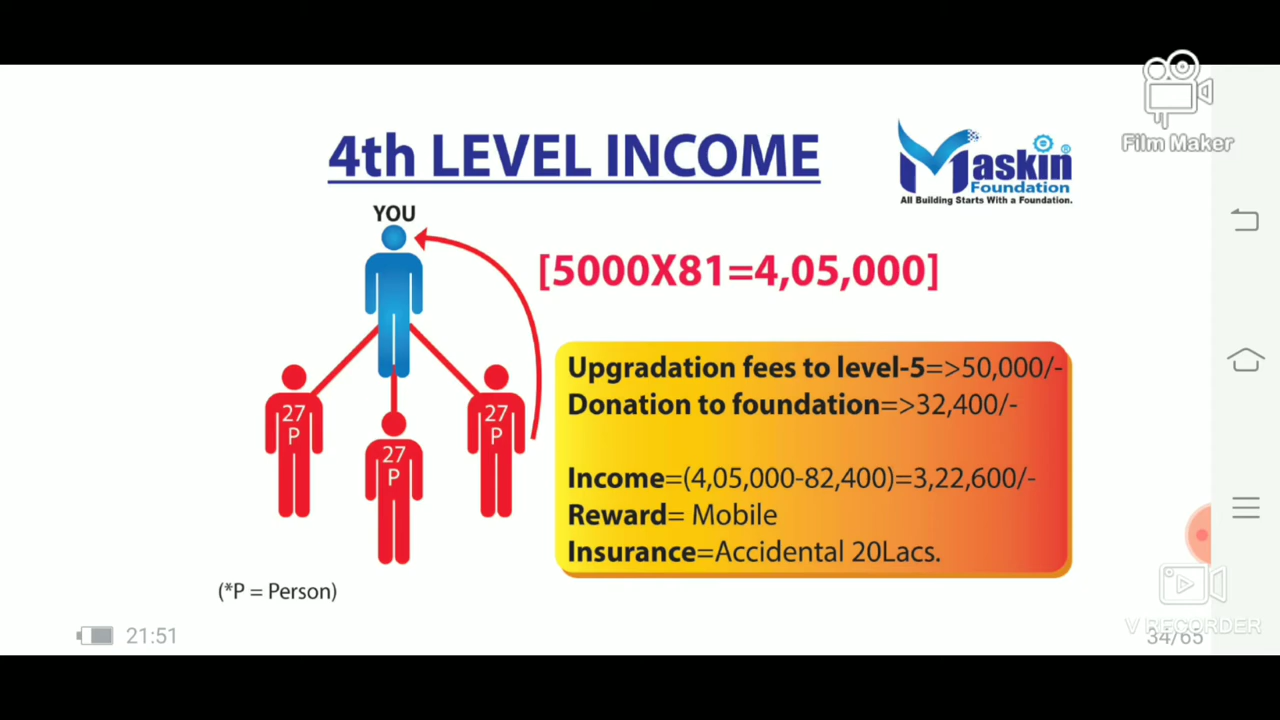 Film Maker
4th LEVEL INCOME
Maskin
Foundation
All Building Starts With a Foundation.
YOU
[5000X81=4,05,000]
27
P
27
P
27
P
Upgradation fees to level-5=>50,000/-
Donation to foundation=>32,400/-
Income=(4,05,000-82,400)=3,22,600/-
Reward= Mobile
Insurance=Accidental 20Lacs.
(*P = Person)
21:51
V RECORDER
34/65